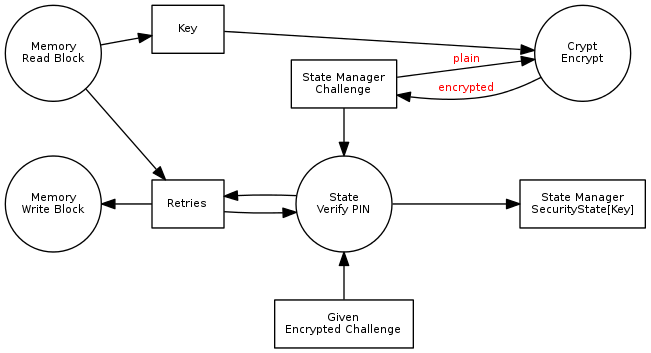 Memory
Read Block
Key
Crypt
Encrypt
plain
State Manager
Challenge
encrypted
Memory
Write Block
Retries
State
Verify PIN
State Manager
SecurityState[Key]
Given
Encrypted Challenge